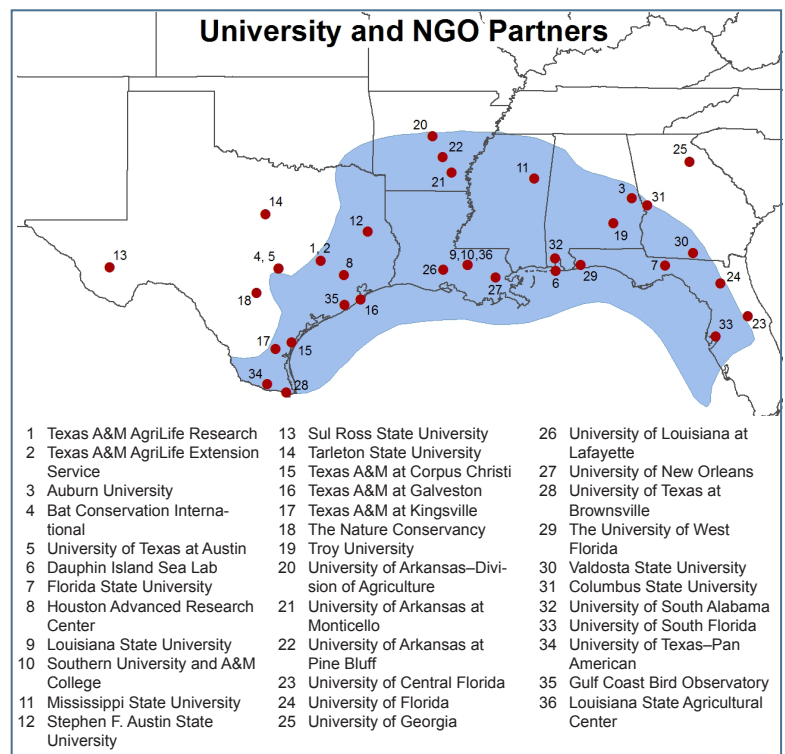 University and NGO Partners
20
22
21
25
11
3
31
14
12
19
13
4, 5
1, 2
8
9,10,36
32
30
26
27
6
29
7
24
18
35
16
23
17
15
33
34
28
1 Texas A&M AgriLife Research
2 Texas A&M AgriLife Extension
Service
3 Auburn University
4 Bat Conservation Interna-
tional
5 University of Texas at Austin
6 Dauphin Island Sea Lab
7 Florida State University
8 Houston Advanced Research
Center
9 Louisiana State University
10 Southern University and A&M
College
11 Mississippi State University
12 Stephen F. Austin State
University
13 Sul Ross State University
14 Tarleton State University
15 Texas A&M at Corpus Christi
16 Texas A&M at Galveston
17 Texas A&M at Kingsville
18 The Nature Conservancy
19 Troy University
20 University of Arkansas–Divi-
sion of Agriculture
21 University of Arkansas at
Monticello
22 University of Arkansas at
Pine Bluff
23 University of Central Florida
24 University of Florida
25 University of Georgia
26 University of Louisiana at
Lafayette
27 University of New Orleans
28 University of Texas at
Brownsville
29 The University of West
Florida
30 Valdosta State University
31 Columbus State University
32 University of South Alabama
33 University of South Florida
34 University of Texas–Pan
American
35 Gulf Coast Bird Observatory
36 Louisiana State Agricultural
Center